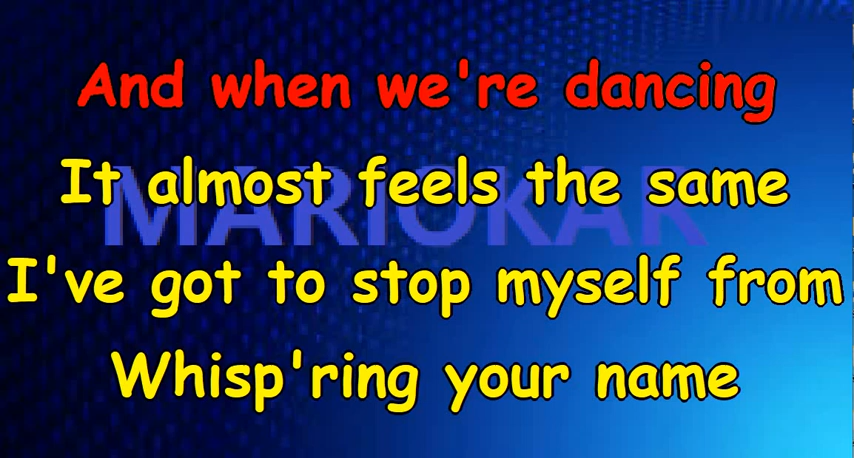 And when we're dancing
It almost feels the same
MARIOKAR
I've got to stop myself from
Whisp'ring your name